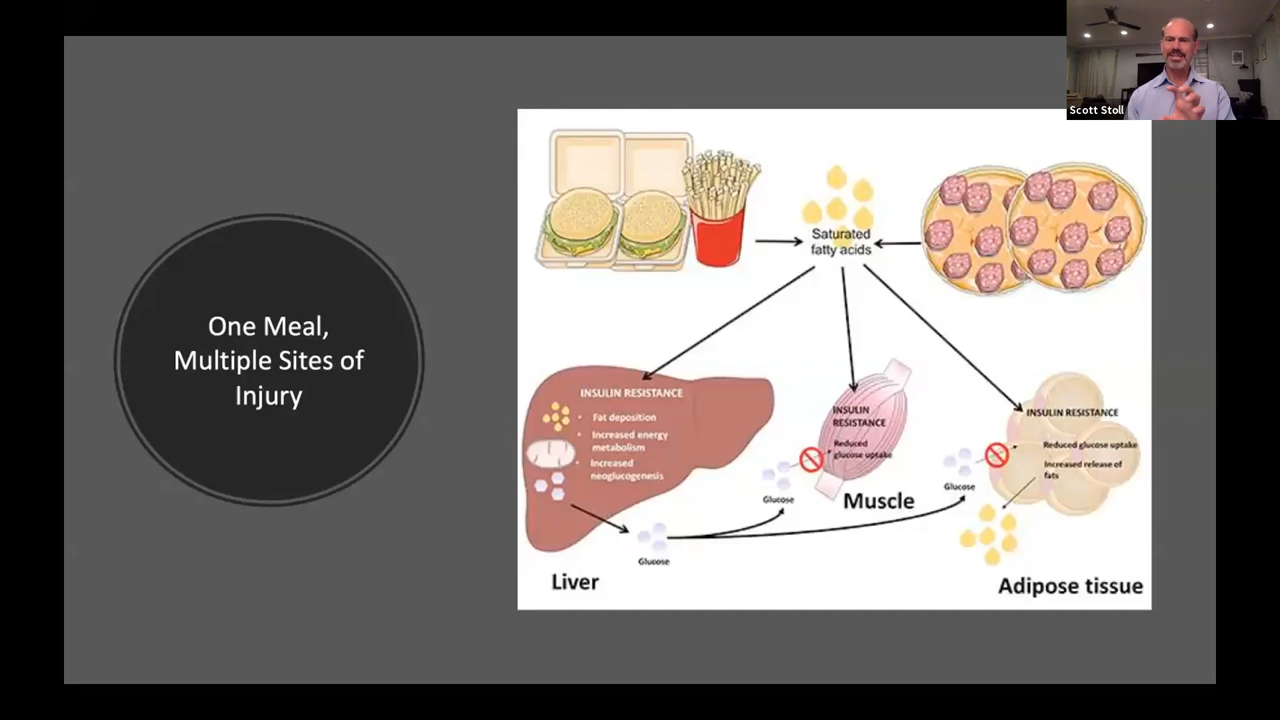 Scott Stoll
One Meal,
Multiple Sites of
Injury
Saturated
fatty acids
INSULIN RESISTANCE
• Fat deposition
• Increased energy
metabolism
• Increased
neoglucogenesis
Glucose
Liver
INSULIN
RESISTANCE
Reduced
glucose uptake
Glucose
Muscle
INSULIN RESISTANCE
Reduced glucose uptake
Increased release of
fats
Glucose
Adipose tissue